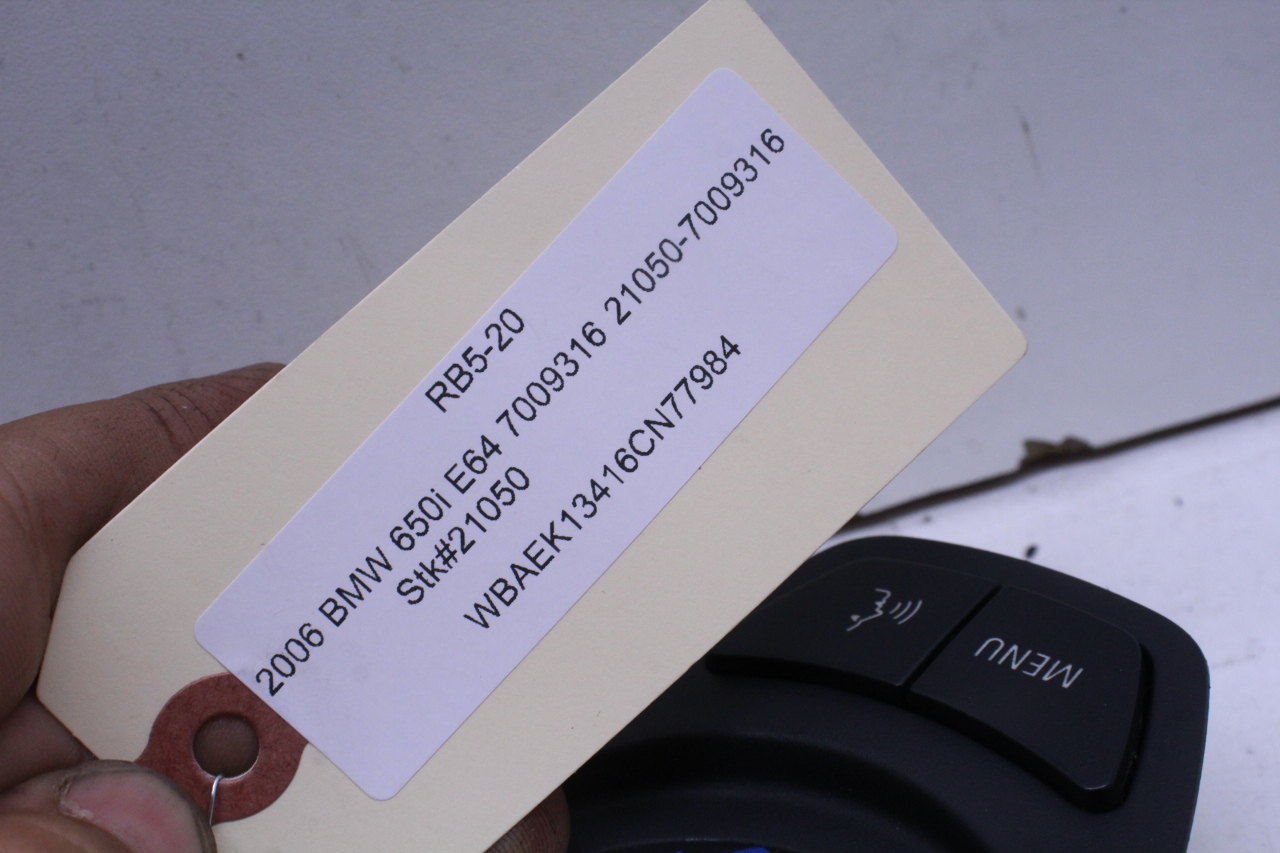 RB5-20
2006 BMW 650i E64 7009316 21050-7009316
Stk#21050
WBAEK13416CN77984
MENU